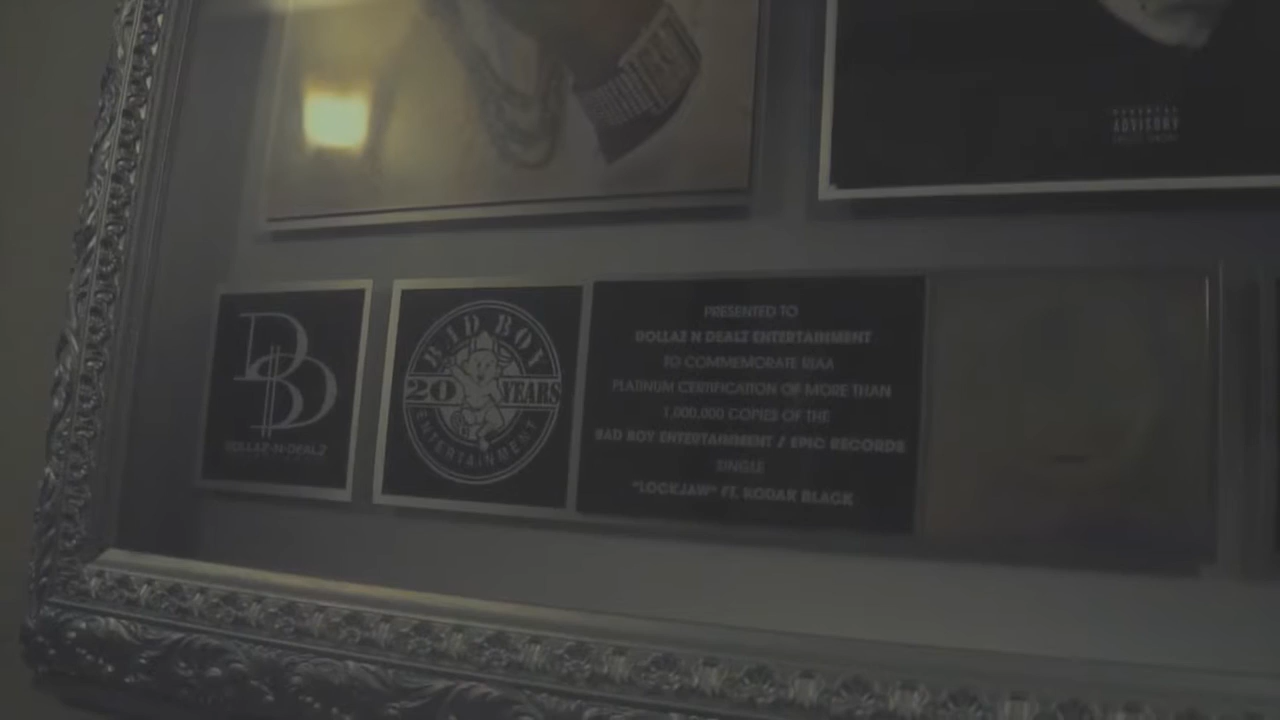 ADVISORY
DOLLAZ-N-DEALZ
BAD BOY
20 YEARS
ENTERTAINMENT
PRESENTED TO
DOLLAZ N DEALZ ENTERTAINMENT
TO COMMEMORATE RIAA
PLATINUM CERTIFICATION OF MORE THAN
1,000,000 COPIES OF THE
BAD BOY ENTERTAINMENT / EPIC RECORDS
SINGLE
"LOCKJAW" FT. KODAK BLACK